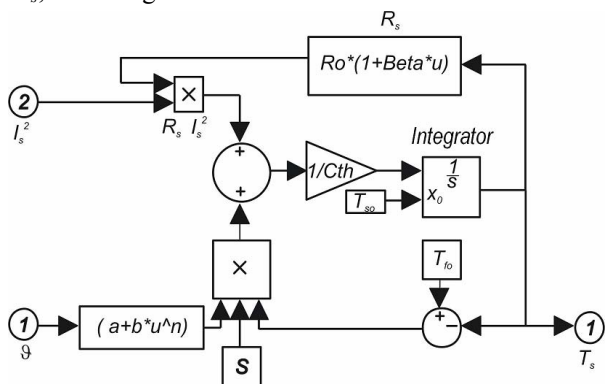 s,
R_s
Ro*(1+Beta*u)
2
I_s^2
×
R_s I_s^2
Integrator
+
+
1/Cth
1/s
x_0
T_so
T_fo
×
+
−
1
ϑ
( a+b*u^n)
S
1
T_s